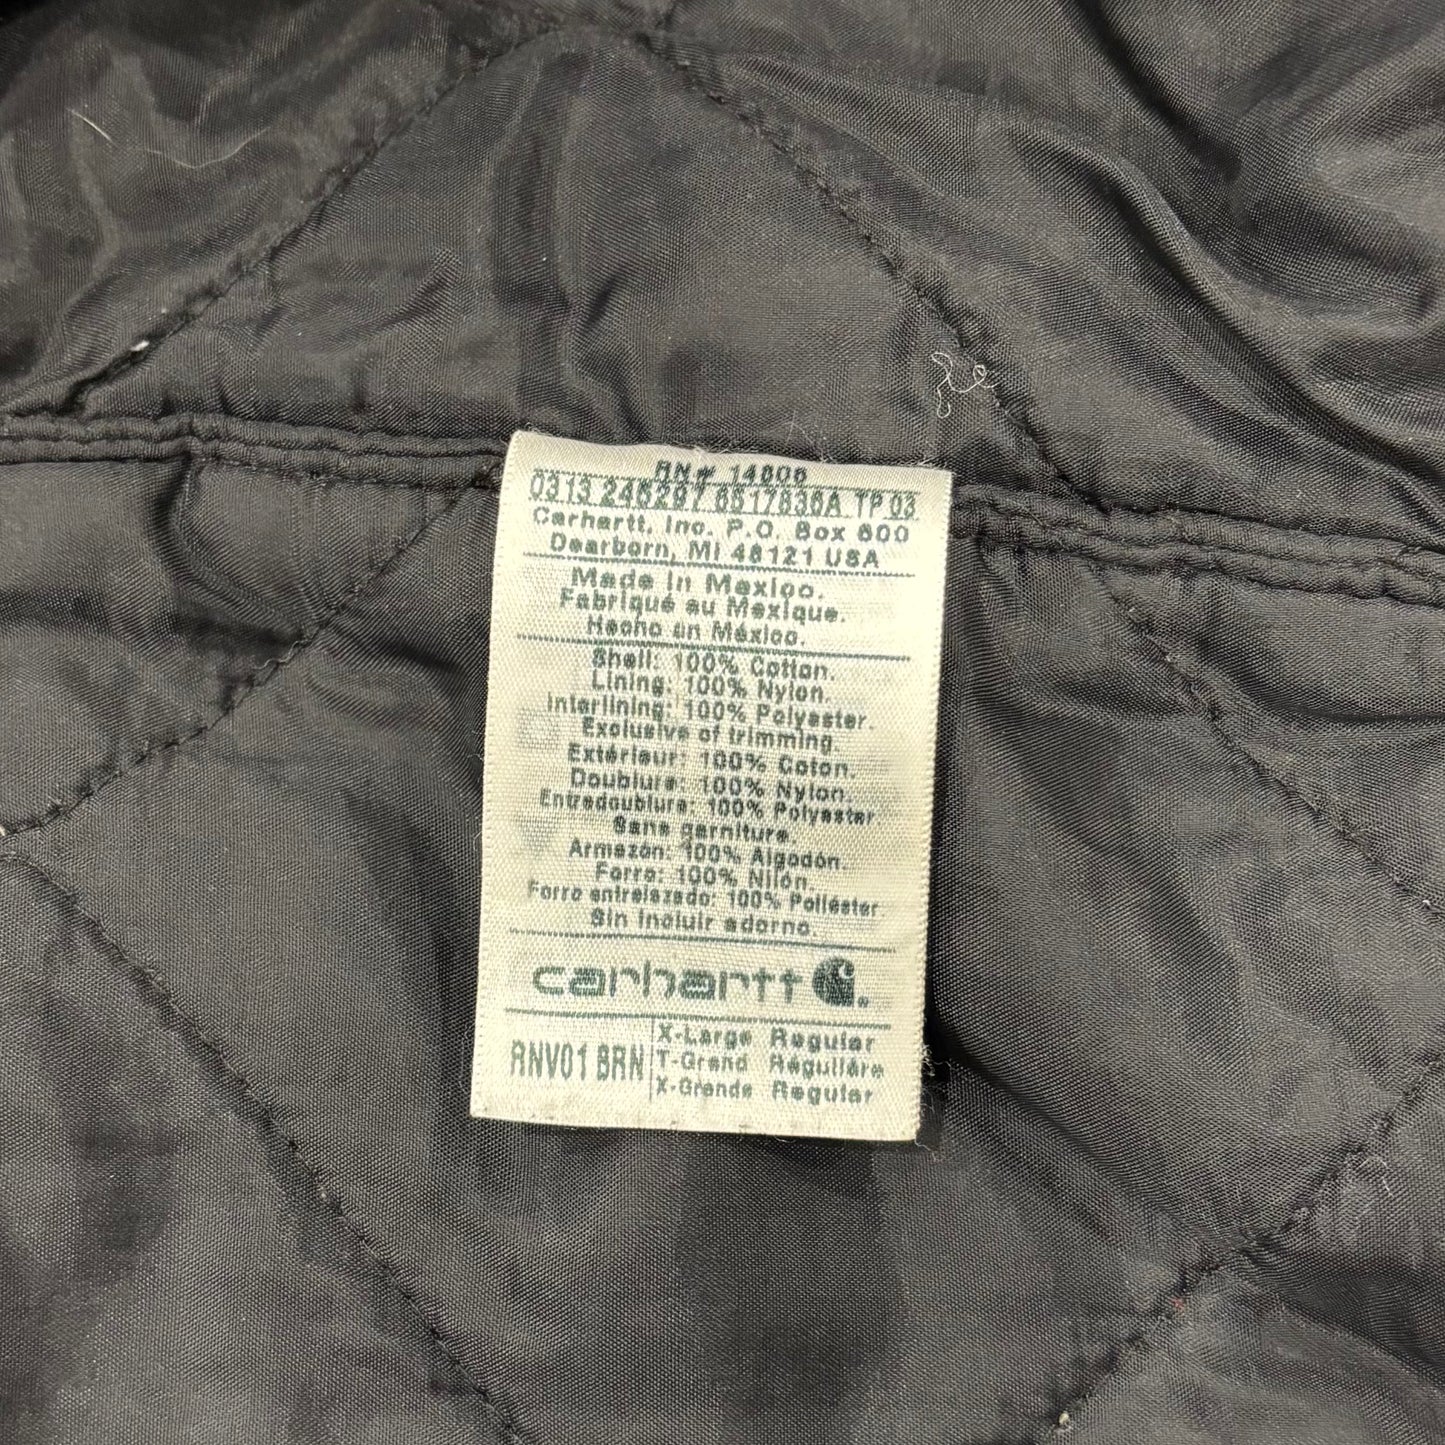 RN# 14806
0313 246297 6517836A TP 03
Carhartt, Inc. P.O. Box 600
Dearborn, MI 48121 USA
Made in Mexico.
Fabriqué au Mexique.
Hecho en México.
Shell: 100% Cotton.
Lining: 100% Nylon.
Interlining: 100% Polyester.
Exclusive of trimming.
Extérieur: 100% Coton.
Doublure: 100% Nylon.
Entredoublure: 100% Polyester
Sans garniture.
Armazón: 100% Algodón.
Forro: 100% Nilón.
Forro entrelazado: 100% Poliéster.
Sin incluir adorno.
carhartt
RNV01 BRN
X-Large Regular
T-Grand Régulière
X-Grande Regular